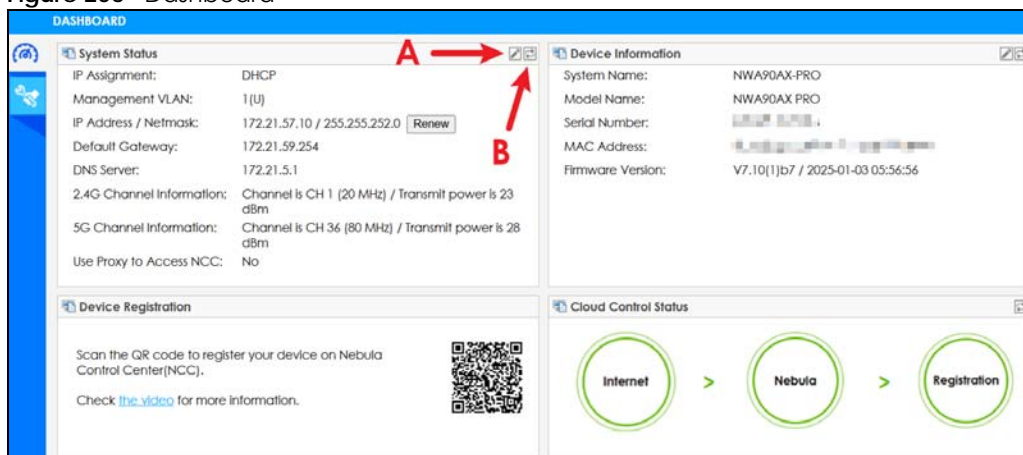 DASHBOARD
System Status
A
IP Assignment: DHCP
Management VLAN: 1(U)
IP Address / Netmask: 172.21.57.10 / 255.255.252.0 Renew
B
Default Gateway: 172.21.59.254
DNS Server: 172.21.5.1
2.4G Channel Information: Channel is CH 1 (20 MHz) / Transmit power is 23
dBm
5G Channel Information: Channel is CH 36 (80 MHz) / Transmit power is 28
dBm
Use Proxy to Access NCC: No
Device Information
System Name: NWA90AX-PRO
Model Name: NWA90AX PRO
Serial Number:
MAC Address:
Firmware Version: V7.10(1)b7 / 2025-01-03 05:56:56
Device Registration
Scan the QR code to register your device on Nebula
Control Center(NCC).
Check the video for more information.
Cloud Control Status
Internet > Nebula > Registration